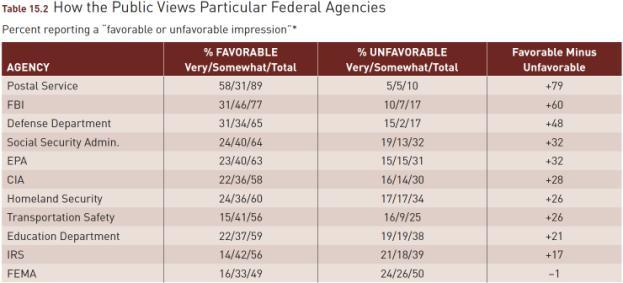 Table 15.2 How the Public Views Particular Federal Agencies
Percent reporting a "favorable or unfavorable impression"*
AGENCY % FAVORABLE Very/Somewhat/Total % UNFAVORABLE Very/Somewhat/Total Favorable Minus Unfavorable
Postal Service 58/31/89 5/5/10 +79
FBI 31/46/77 10/7/17 +60
Defense Department 31/34/65 15/2/17 +48
Social Security Admin. 24/40/64 19/13/32 +32
EPA 23/40/63 15/15/31 +32
CIA 22/36/58 16/14/30 +28
Homeland Security 24/36/60 17/17/34 +26
Transportation Safety 15/41/56 16/9/25 +26
Education Department 22/37/59 19/19/38 +21
IRS 14/42/56 21/18/39 +17
FEMA 16/33/49 24/26/50 −1